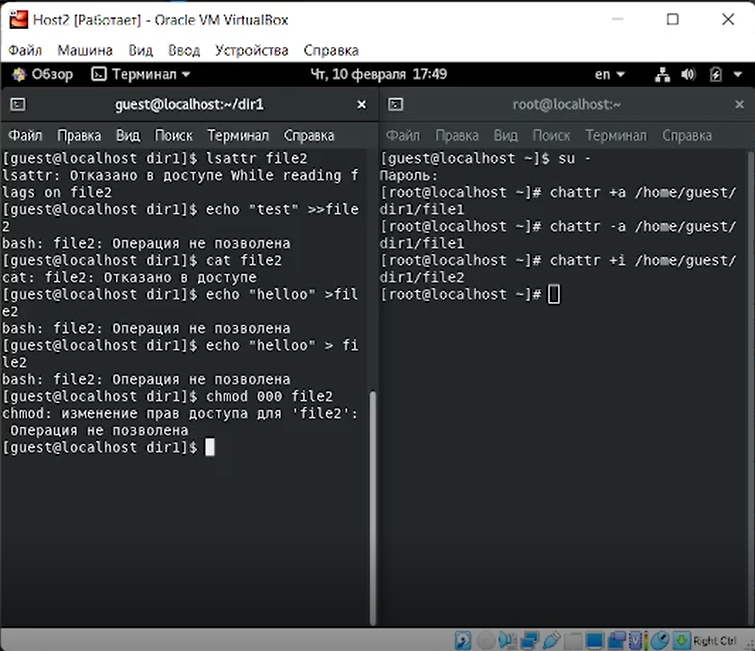 Host2 [Работает] - Oracle VM VirtualBox
Файл Машина Вид Ввод Устройства Справка
Обзор Терминал Чт, 10 февраля 17:49 en
guest@localhost:~/dir1
Файл Правка Вид Поиск Терминал Справка
[guest@localhost dir1]$ lsattr file2
lsattr: Отказано в доступе While reading f
lags on file2
[guest@localhost dir1]$ echo "test" >>file
2
bash: file2: Операция не позволена
[guest@localhost dir1]$ cat file2
cat: file2: Отказано в доступе
[guest@localhost dir1]$ echo "helloo" >fil
e2
bash: file2: Операция не позволена
[guest@localhost dir1]$ echo "helloo" > fi
le2
bash: file2: Операция не позволена
[guest@localhost dir1]$ chmod 000 file2
chmod: изменение прав доступа для 'file2':
Операция не позволена
[guest@localhost dir1]$
root@localhost:~
Файл Правка Вид Поиск Терминал Справка
[guest@localhost ~]$ su -
Пароль:
[root@localhost ~]# chattr +a /home/guest/
dir1/file1
[root@localhost ~]# chattr -a /home/guest/
dir1/file1
[root@localhost ~]# chattr +i /home/guest/
dir1/file2
[root@localhost ~]#
Right Ctrl